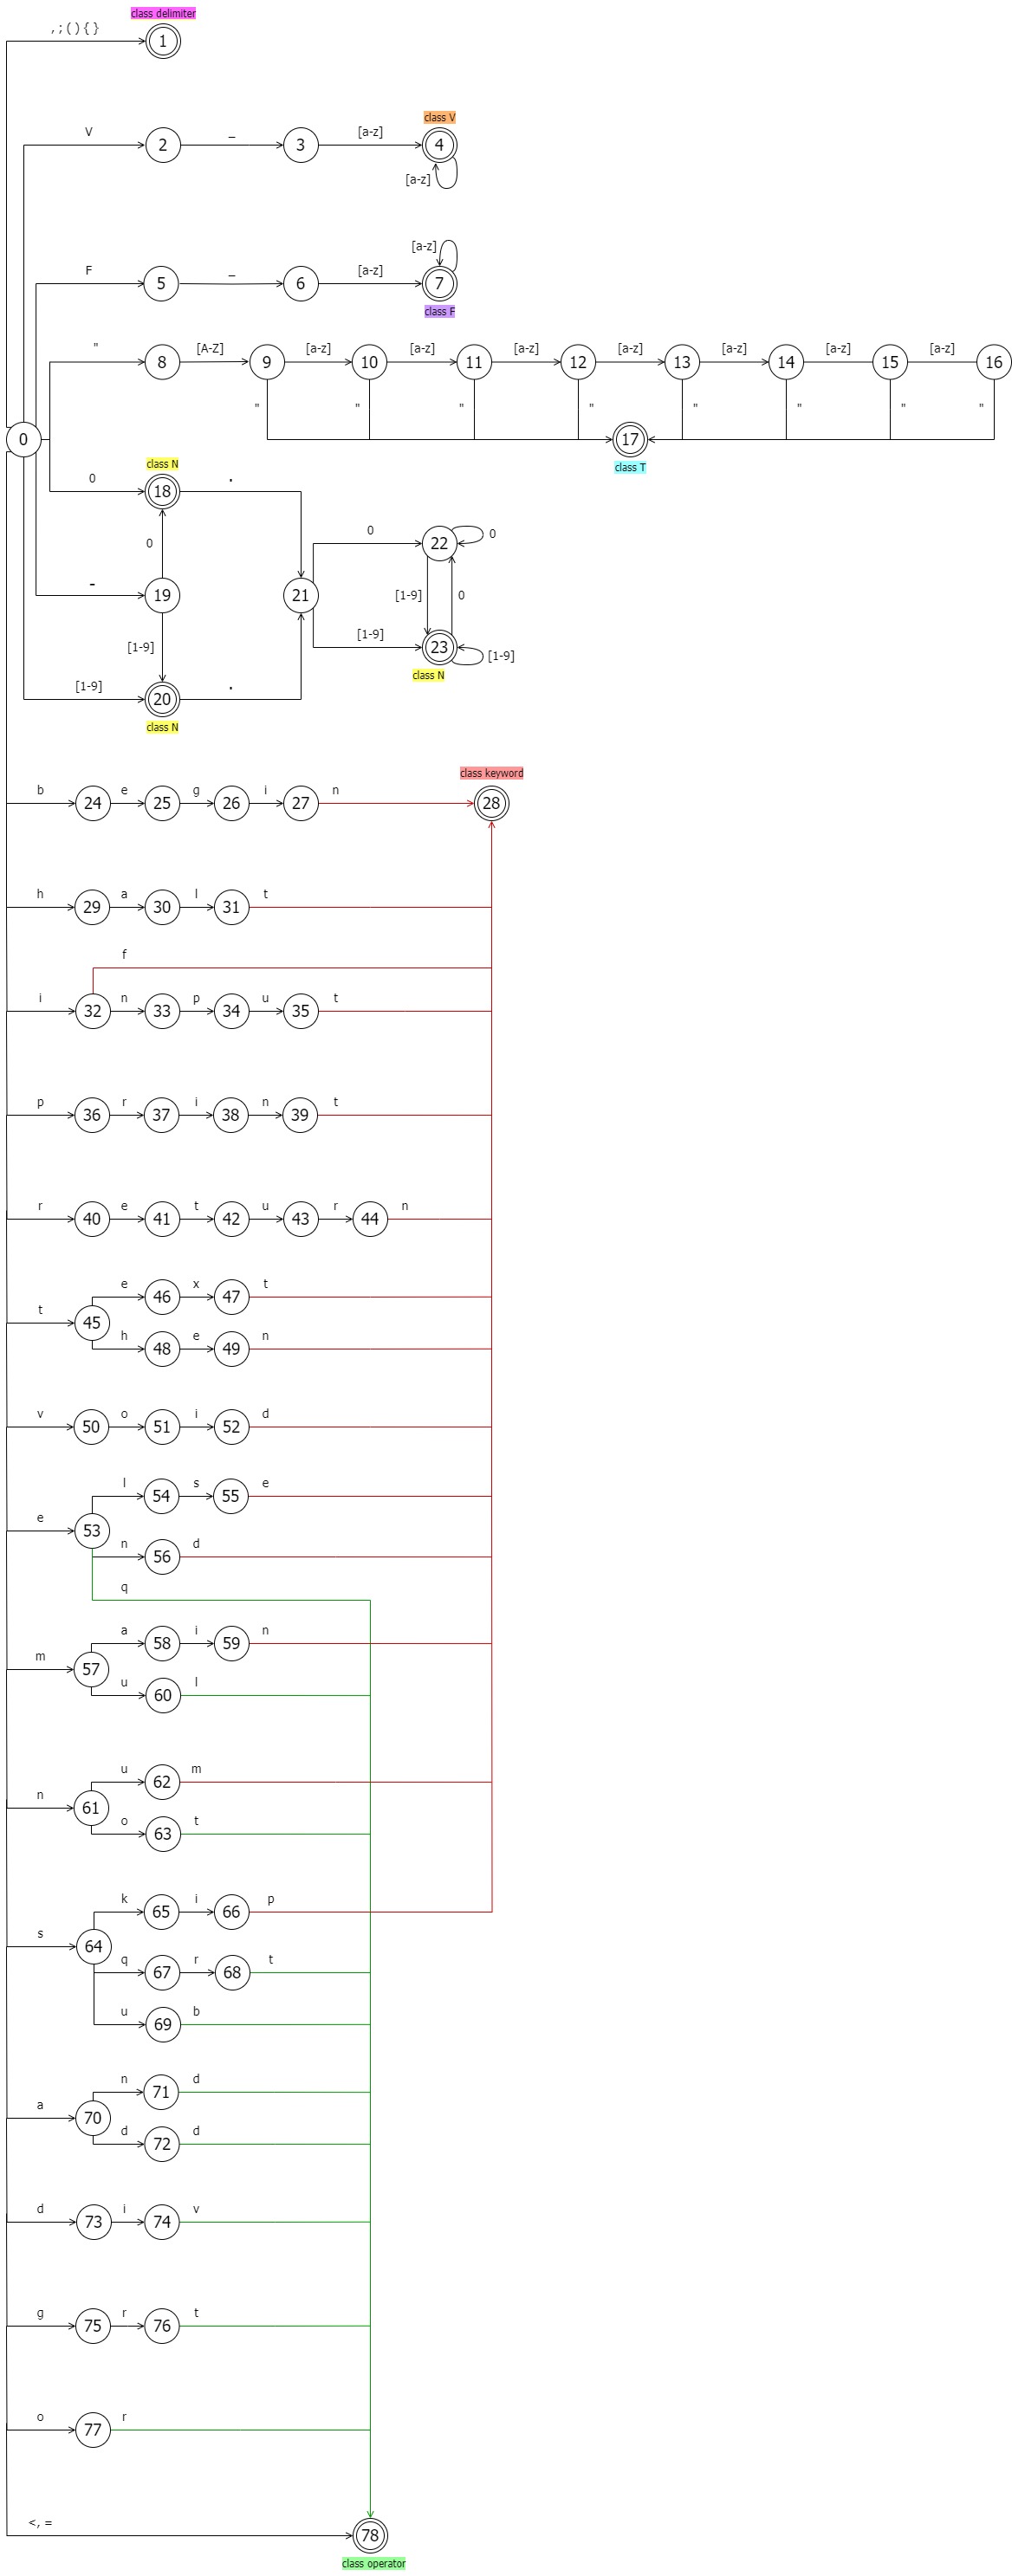 class delimiter
, ; ( ) { }
1
class V
V 2 _ 3 [a-z] 4
[a-z]
[a-z]
F 5 _ 6 [a-z] 7
class F
" 8 [A-Z] 9 [a-z] 10 [a-z] 11 [a-z] 12 [a-z] 13 [a-z] 14 [a-z] 15 [a-z] 16
" " " " " " " "
0 17
class N class T
0 18 .
0 22 0
0
- 19 21 [1-9] 0
[1-9] [1-9] 23 [1-9]
class N
[1-9] 20 .
class N
class keyword
b 24 e 25 g 26 i 27 n 28
h 29 a 30 l 31 t
f
i 32 n 33 p 34 u 35 t
p 36 r 37 i 38 n 39 t
r 40 e 41 t 42 u 43 r 44 n
e 46 x 47 t
t 45
h 48 e 49 n
v 50 o 51 i 52 d
l 54 s 55 e
e 53
n 56 d
q
a 58 i 59 n
m 57
u 60 l
u 62 m
n 61
o 63 t
k 65 i 66 p
s 64
q 67 r 68 t
u 69 b
n 71 d
a 70
d 72 d
d 73 i 74 v
g 75 r 76 t
o 77 r
<, = 78
class operator